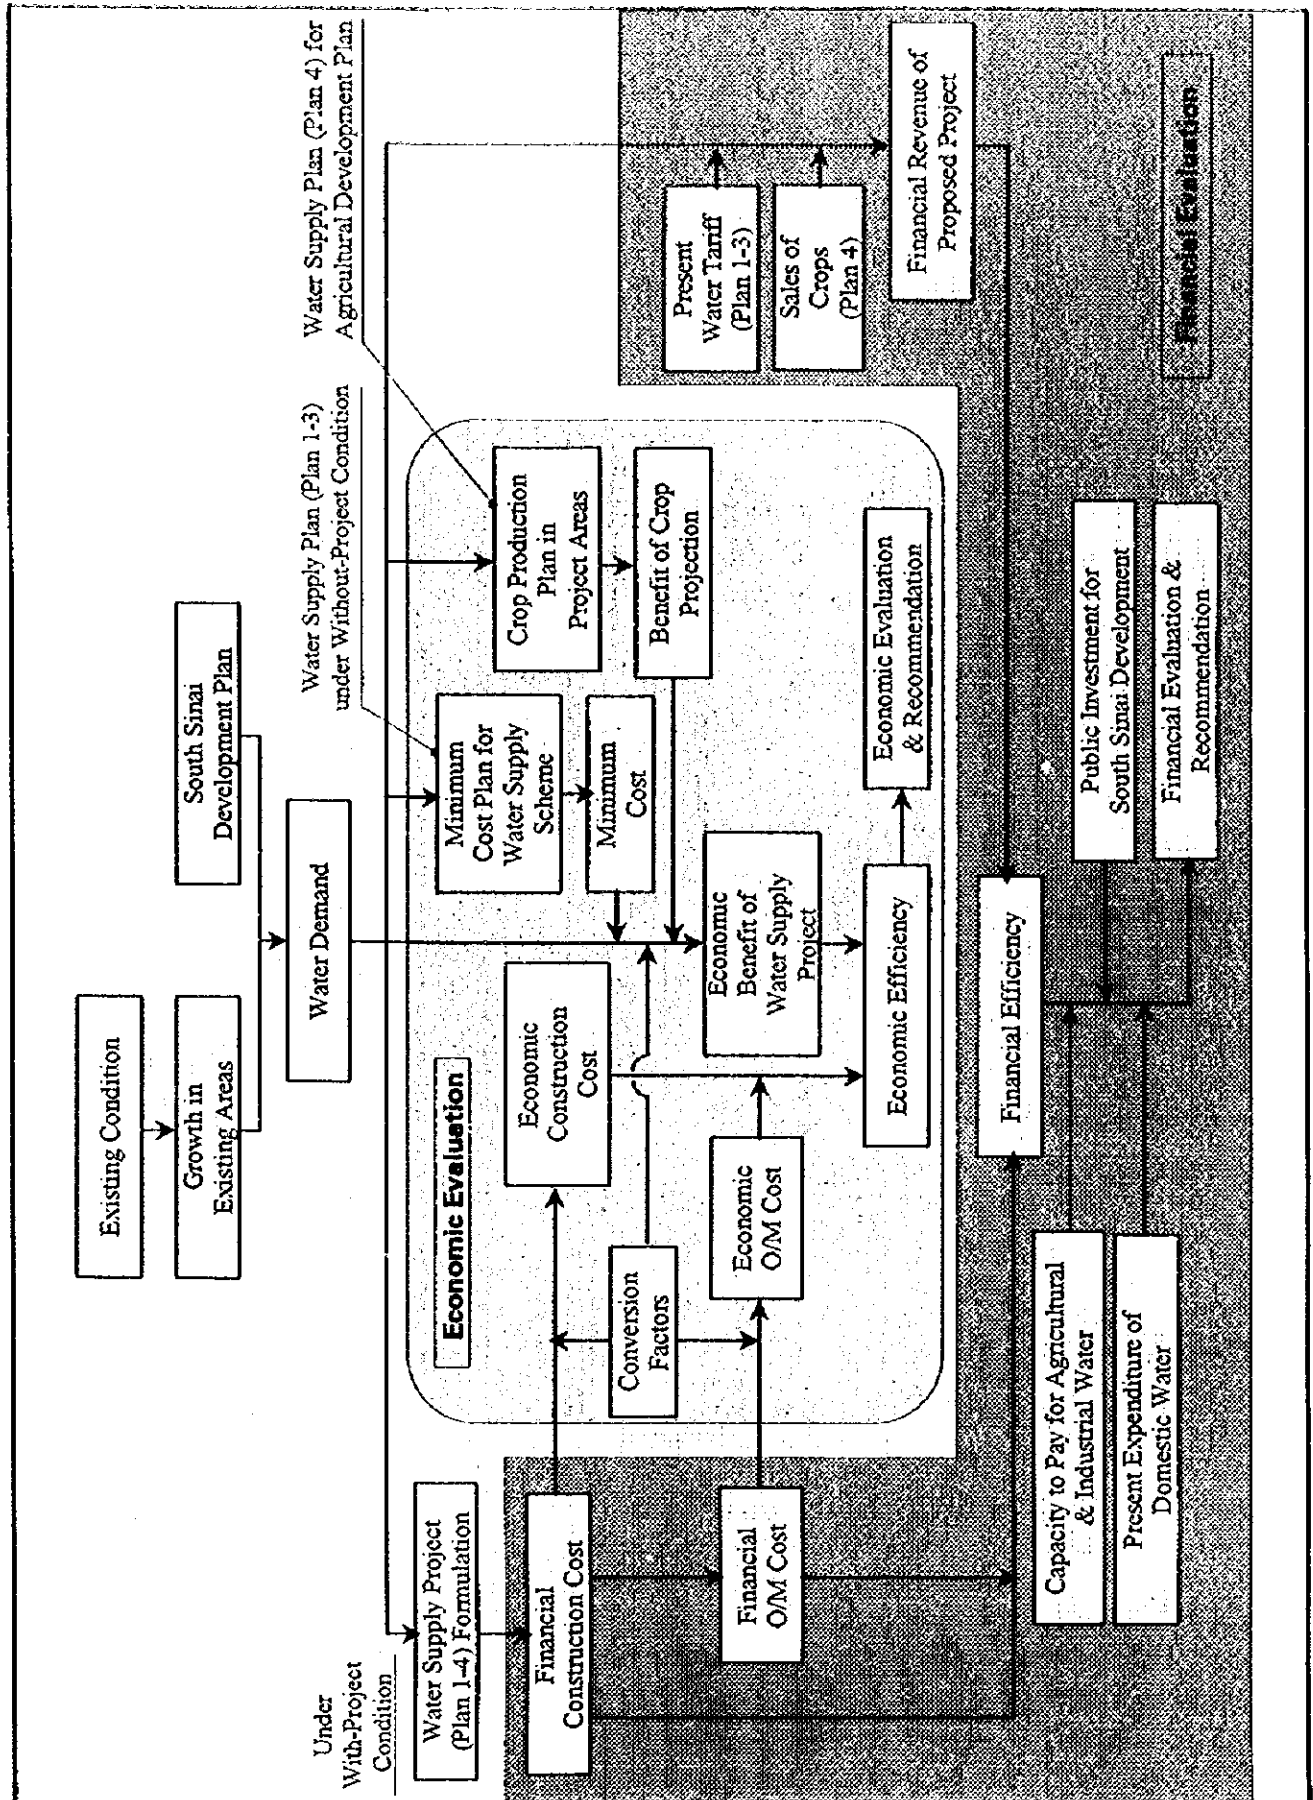 Existing Condition
Growth in
Existing Areas
South Sinai
Development Plan
Water Demand
Under
With-Project
Condition
Water Supply Plan (Plan 1-3)
under Without-Project Condition
Water Supply Plan (Plan 4) for
Agricultural Development Plan
Water Supply Project
(Plan 1-4) Formulation
Economic Evaluation
Minimum
Cost Plan for
Water Supply
Scheme
Crop Production
Plan in
Project Areas
Financial
Construction Cost
Economic
Construction
Cost
Minimum
Cost
Benefit of Crop
Projection
Conversion
Factors
Present
Water Tariff
(Plan 1-3)
Sales of
Crops
(Plan 4)
Financial
O/M Cost
Economic
O/M Cost
Economic
Benefit of
Water Supply
Project
Economic Efficiency
Economic Evaluation
& Recommendation
Financial Revenue of
Proposed Project
Financial Efficiency
Capacity to Pay for Agricultural
& Industrial Water
Public Investment for
South Sinai Development
Present Expenditure of
Domestic Water
Financial Evaluation &
Recommendation
Financial Evaluation